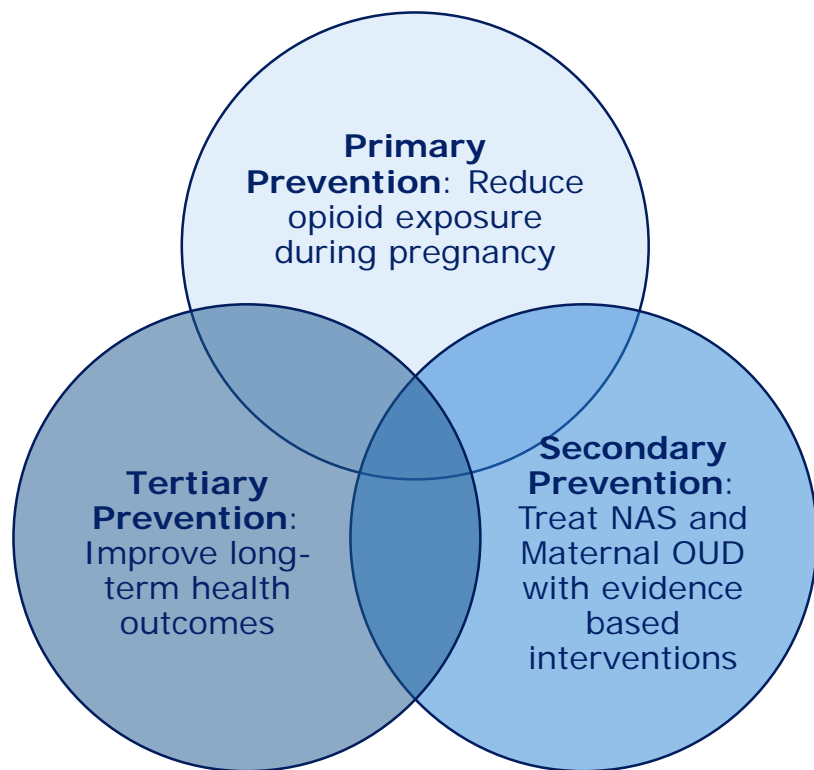 Primary
Prevention: Reduce
opioid exposure
during pregnancy
Tertiary
Prevention:
Improve long-
term health
outcomes
Secondary
Prevention:
Treat NAS and
Maternal OUD
with evidence
based
interventions